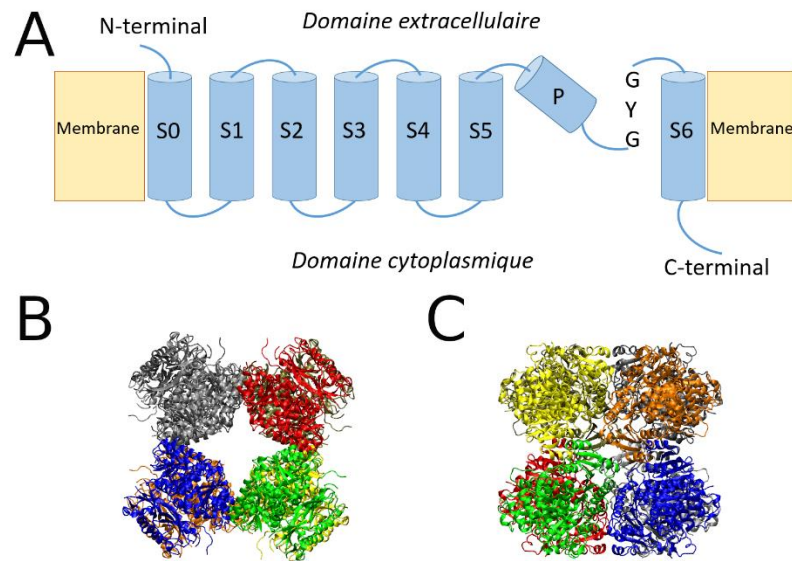 A
N-terminal
Domaine extracellulaire
Membrane
S0
S1
S2
S3
S4
S5
P
G
Y
G
S6
Membrane
Domaine cytoplasmique
C-terminal
B
C